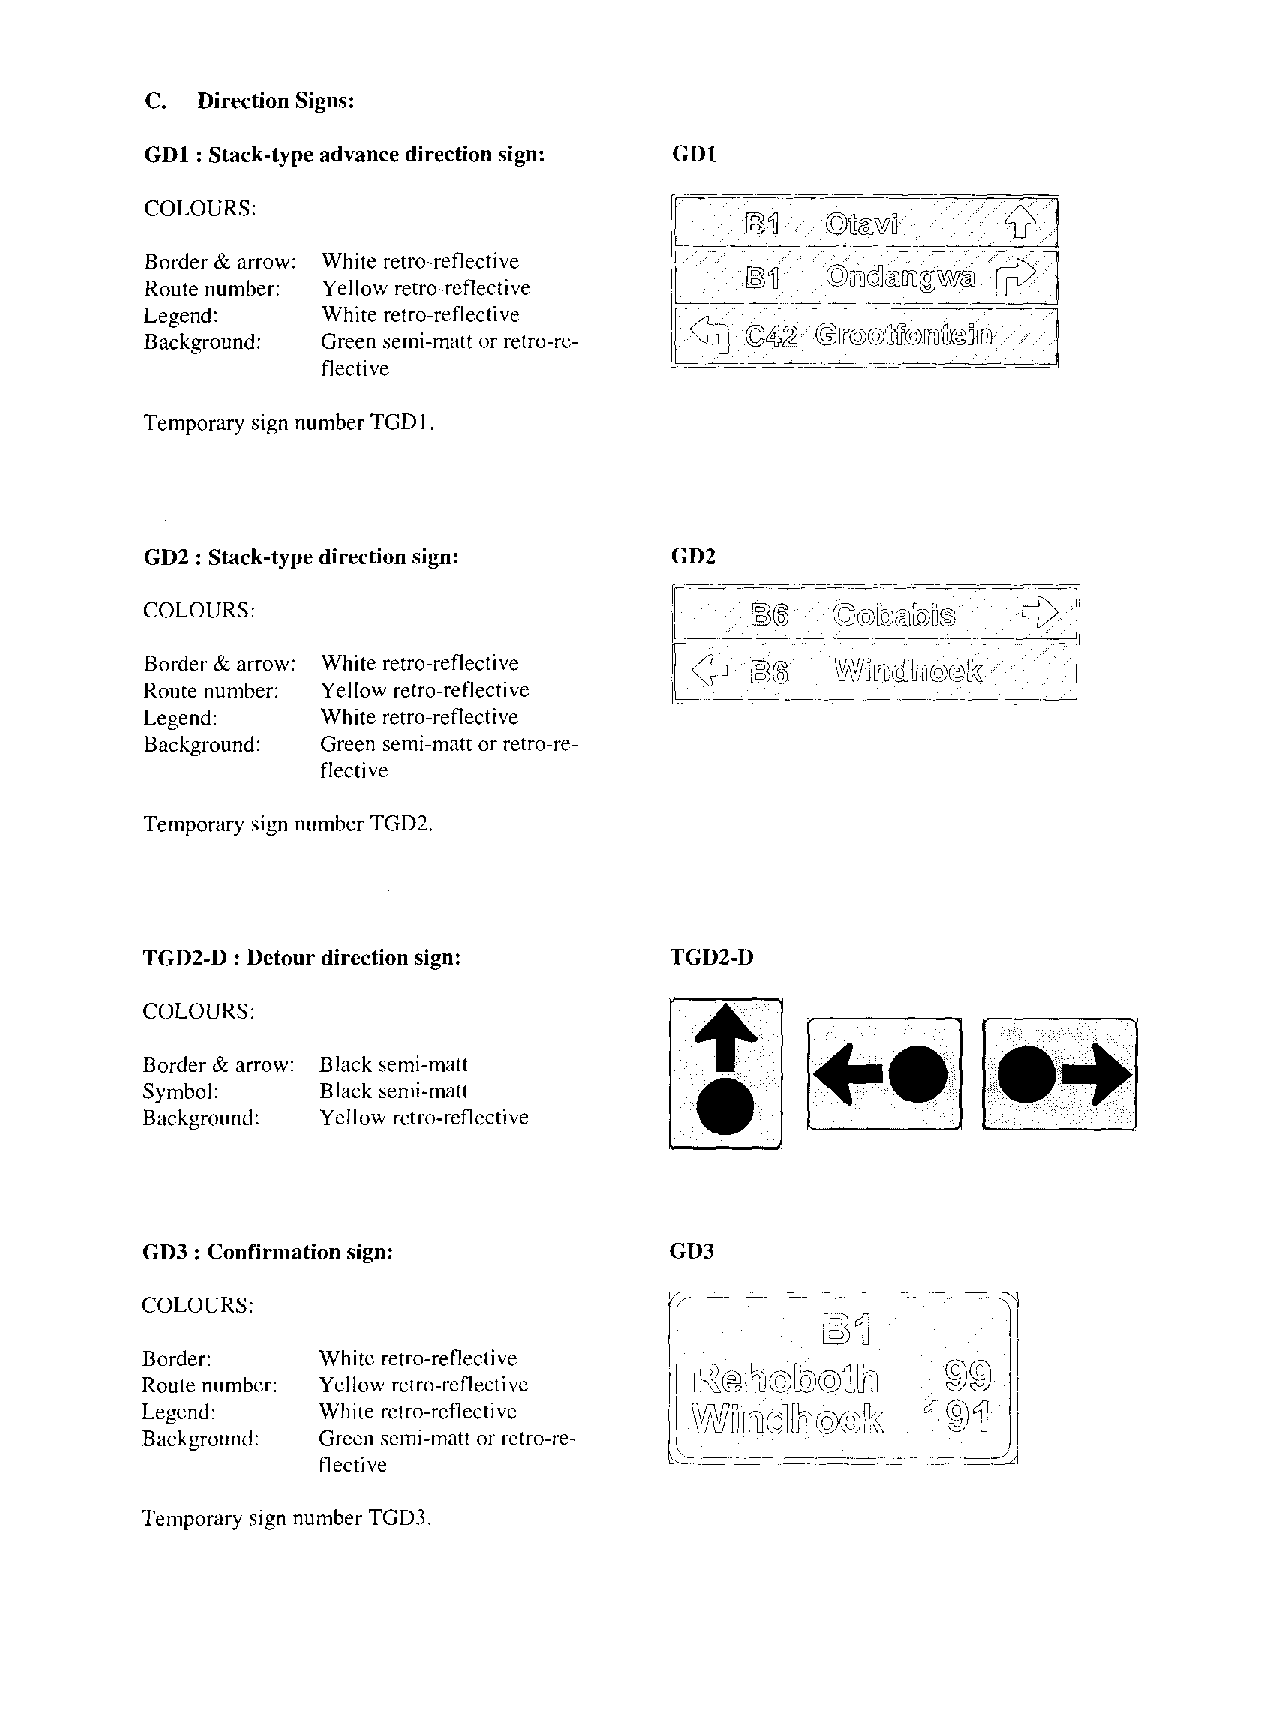 C. Direction Signs:
GD1 : Stack-type advance direction sign:
GD1
COLOURS:
Border & arrow: White retro-reflective
Route number: Yellow retro-reflective
Legend: White retro-reflective
Background: Green semi-matt or retro-re-
flective
B1 Otavi
B1 Ondangwa
C42 Grootfontein
Temporary sign number TGD1.
GD2 : Stack-type direction sign:
GD2
COLOURS:
Border & arrow: White retro-reflective
Route number: Yellow retro-reflective
Legend: White retro-reflective
Background: Green semi-matt or retro-re-
flective
B6 Gobabis
B6 Windhoek
Temporary sign number TGD2.
TGD2-D : Detour direction sign:
TGD2-D
COLOURS:
Border & arrow: Black semi-matt
Symbol: Black semi-matt
Background: Yellow retro-reflective
GD3 : Confirmation sign:
GD3
COLOURS:
Border: White retro-reflective
Route number: Yellow retro-reflective
Legend: White retro-reflective
Background: Green semi-matt or retro-re-
flective
B1
Rehoboth 99
Windhoek 191
Temporary sign number TGD3.